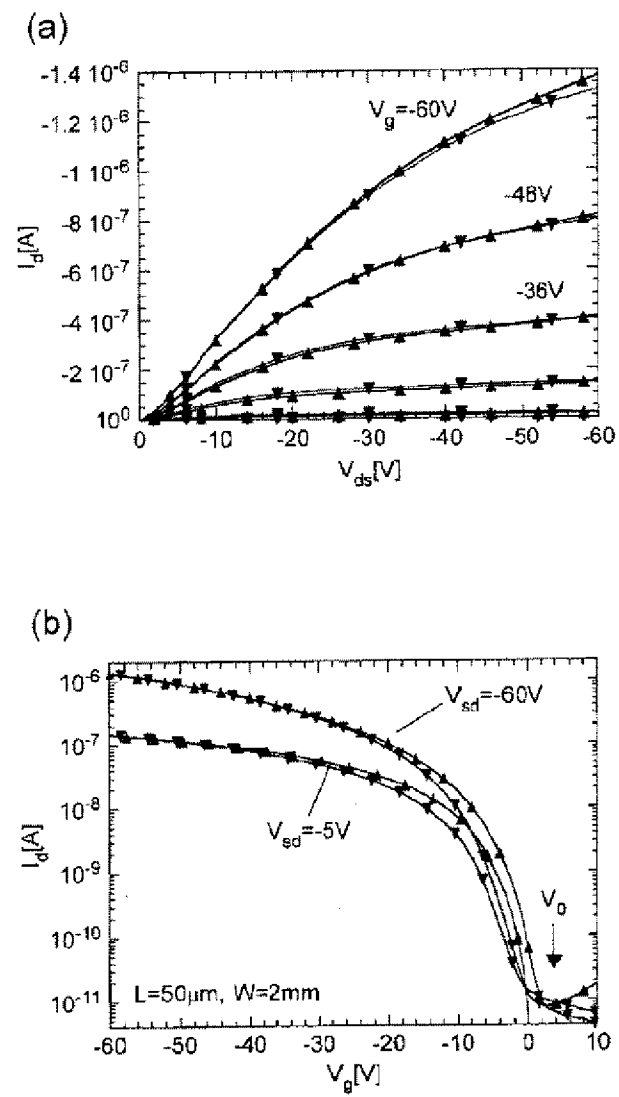 (a)
-1.4 10^-6
-1.2 10^-6
-1 10^-6
-8 10^-7
-6 10^-7
-4 10^-7
-2 10^-7
10^0
I_d[A]
V_g=-60V
-48V
-36V
0 -10 -20 -30 -40 -50 -60
V_ds[V]
(b)
10^-6
10^-7
10^-8
10^-9
10^-10
10^-11
I_d[A]
V_sd=-60V
V_sd=-5V
V_0
L=50μm, W=2mm
-60 -50 -40 -30 -20 -10 0 10
V_g[V]